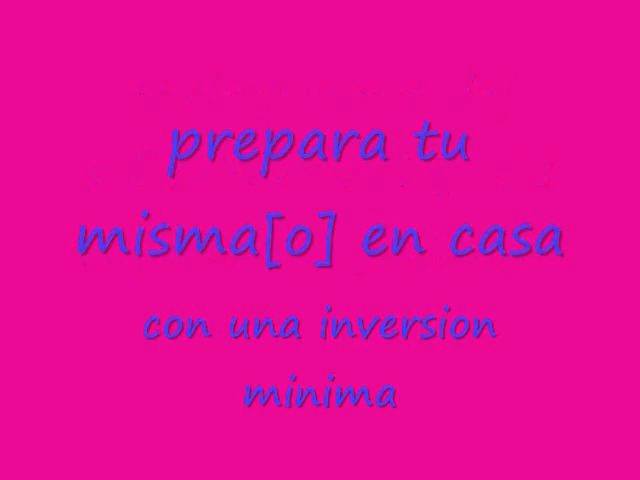 prepara tu
misma[o] en casa
con una inversion
minima